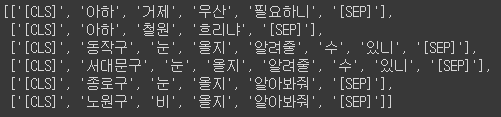 [['[CLS]', '아하', '거제', '우산', '필요하니', '[SEP]'],
['[CLS]', '아하', '철원', '흐리냐', '[SEP]'],
['[CLS]', '동작구', '눈', '올지', '알려줄', '수', '있니', '[SEP]'],
['[CLS]', '서대문구', '눈', '올지', '알려줄', '수', '있니', '[SEP]'],
['[CLS]', '종로구', '눈', '올지', '알아봐줘', '[SEP]'],
['[CLS]', '노원구', '비', '올지', '알아봐줘', '[SEP]']]